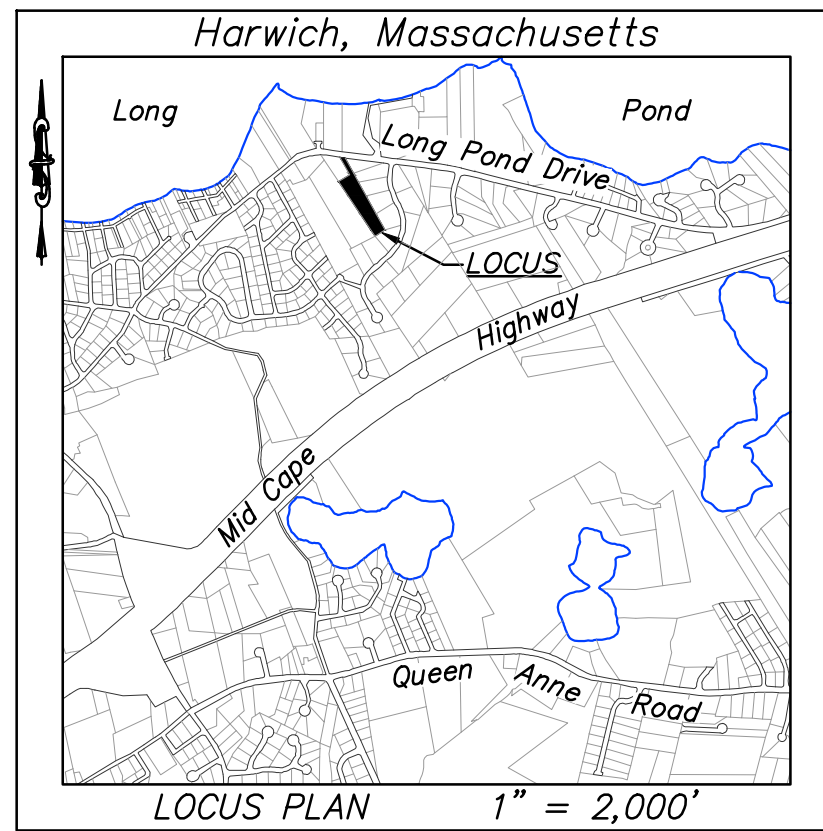 Harwich, Massachusetts
Long Pond
Long Pond Drive
LOCUS
Highway
Mid Cape
Queen Anne Road
LOCUS PLAN 1" = 2,000'